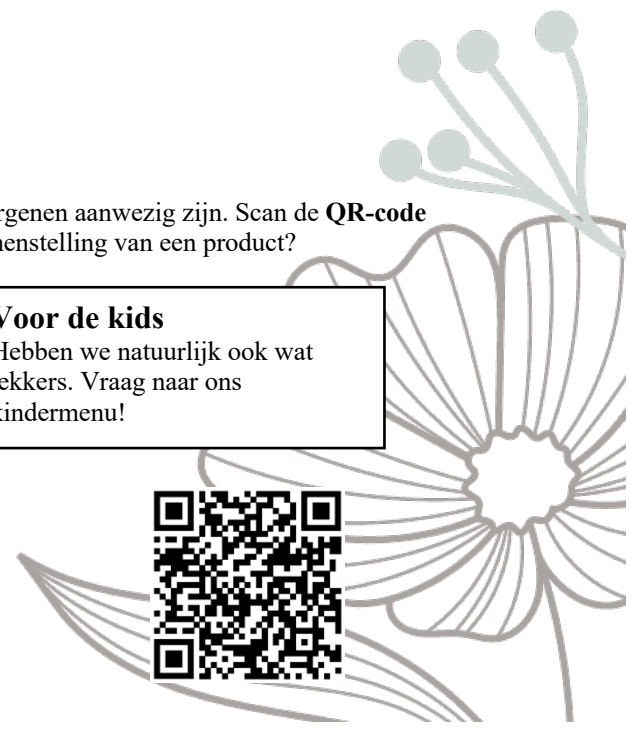 rgenen aanwezig zijn. Scan de QR-code
enstelling van een product?
Voor de kids
Hebben we natuurlijk ook wat
lekkers. Vraag naar ons
kindermenu!